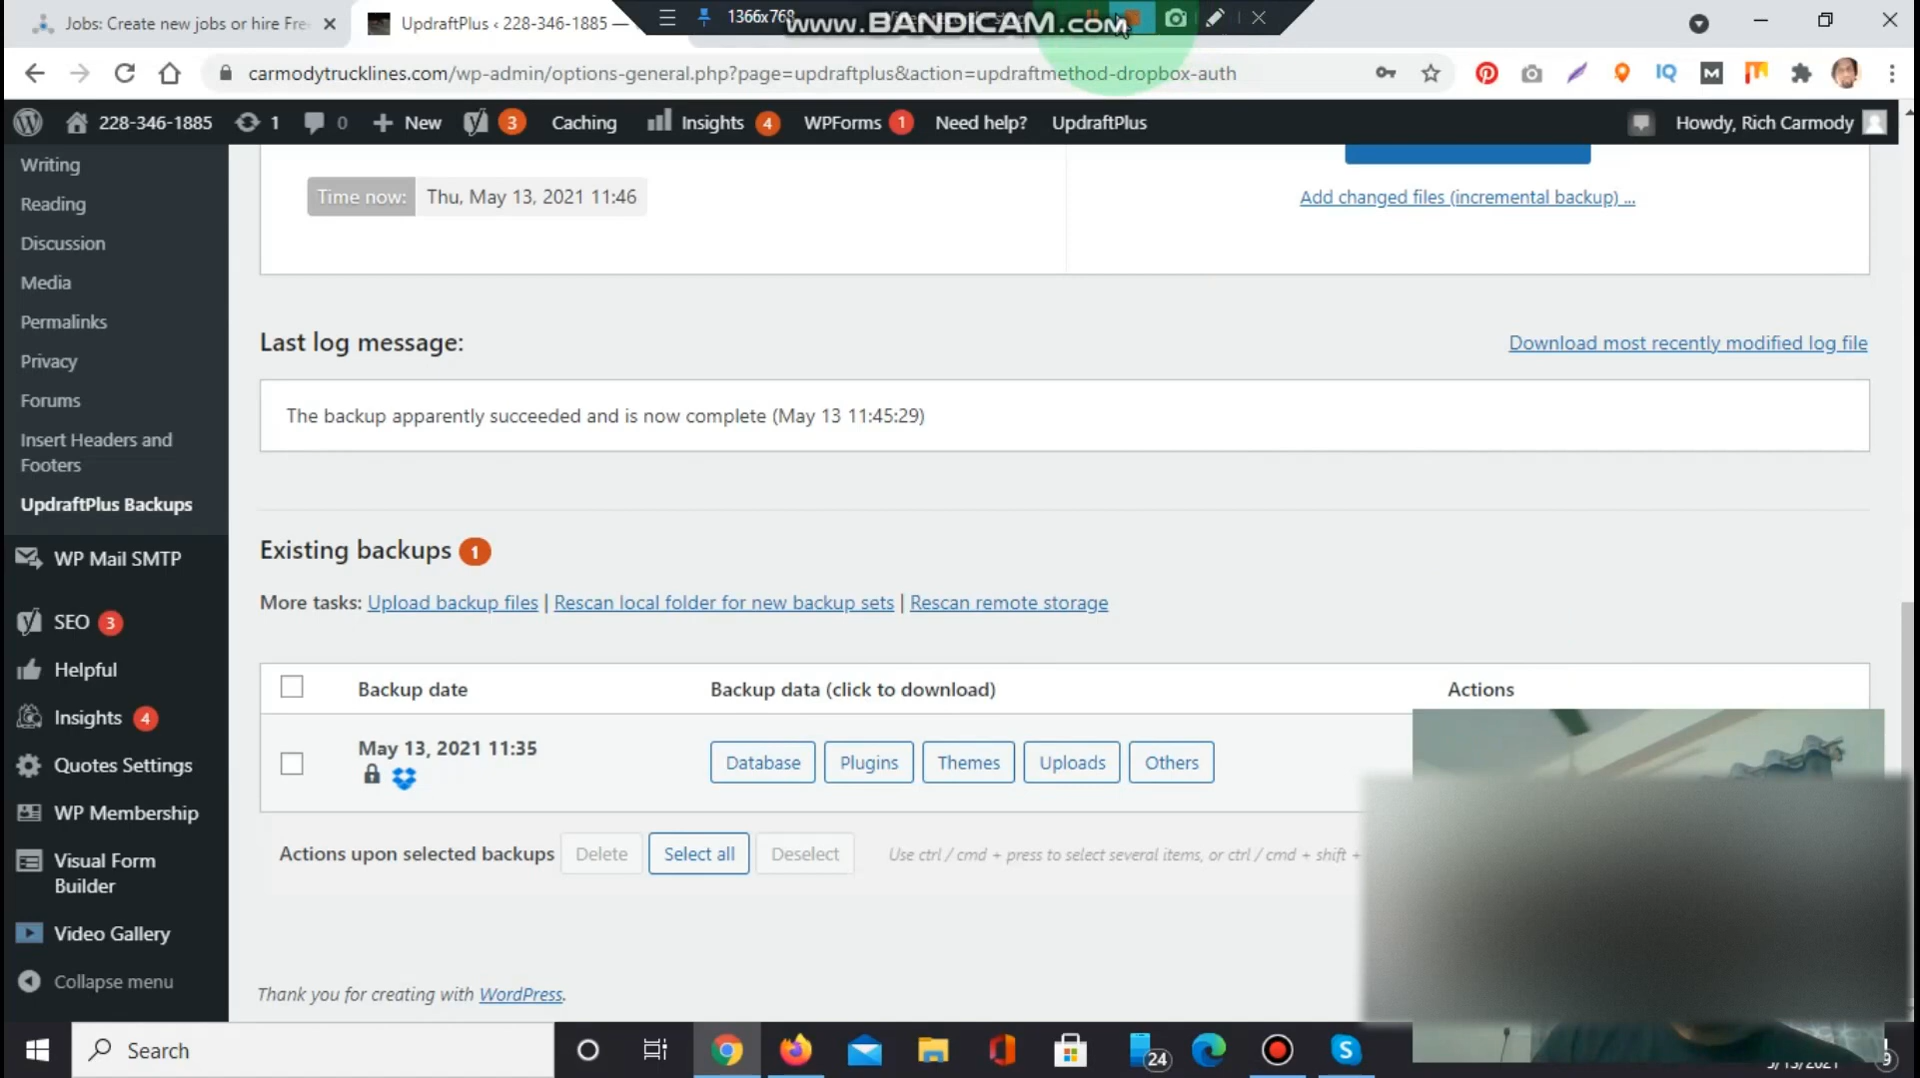 Jobs: Create new jobs or hire Fre
UpdraftPlus ‹ 228-346-1885 —
1366x768
www.BANDICAM.com
carmodytrucklines.com/wp-admin/options-general.php?page=updraftplus&action=updraftmethod-dropbox-auth
228-346-1885
1
0
New
3
Caching
Insights
4
WPForms
1
Need help?
UpdraftPlus
Howdy, Rich Carmody
Writing
Reading
Discussion
Media
Permalinks
Privacy
Forums
Insert Headers and
Footers
UpdraftPlus Backups
WP Mail SMTP
SEO 3
Helpful
Insights 4
Quotes Settings
WP Membership
Visual Form
Builder
Video Gallery
Collapse menu
Time now: Thu, May 13, 2021 11:46
Add changed files (incremental backup) ...
Last log message:
Download most recently modified log file
The backup apparently succeeded and is now complete (May 13 11:45:29)
Existing backups 1
More tasks: Upload backup files | Rescan local folder for new backup sets | Rescan remote storage
Backup date
Backup data (click to download)
Actions
May 13, 2021 11:35
Database
Plugins
Themes
Uploads
Others
Actions upon selected backups
Delete
Select all
Deselect
Use ctrl / cmd + press to select several items, or ctrl / cmd + shift +
Thank you for creating with WordPress.
Search
24